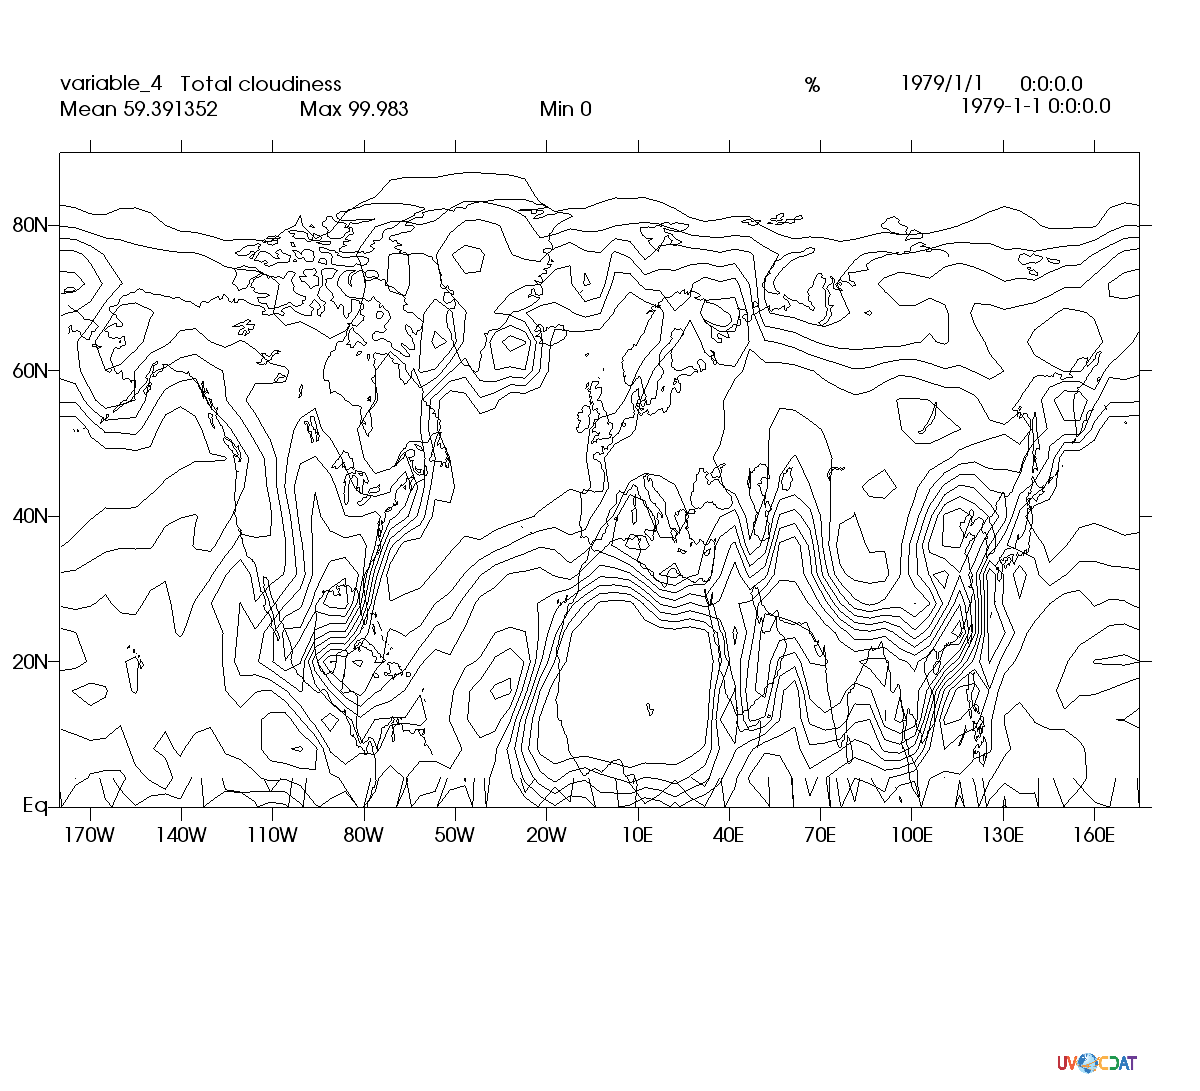 variable_4 Total cloudiness % 1979/1/1 0:0:0.0
Mean 59.391352 Max 99.983 Min 0 1979-1-1 0:0:0.0
80N
60N
40N
20N
Eq
170W 140W 110W 80W 50W 20W 10E 40E 70E 100E 130E 160E
UV CDAT